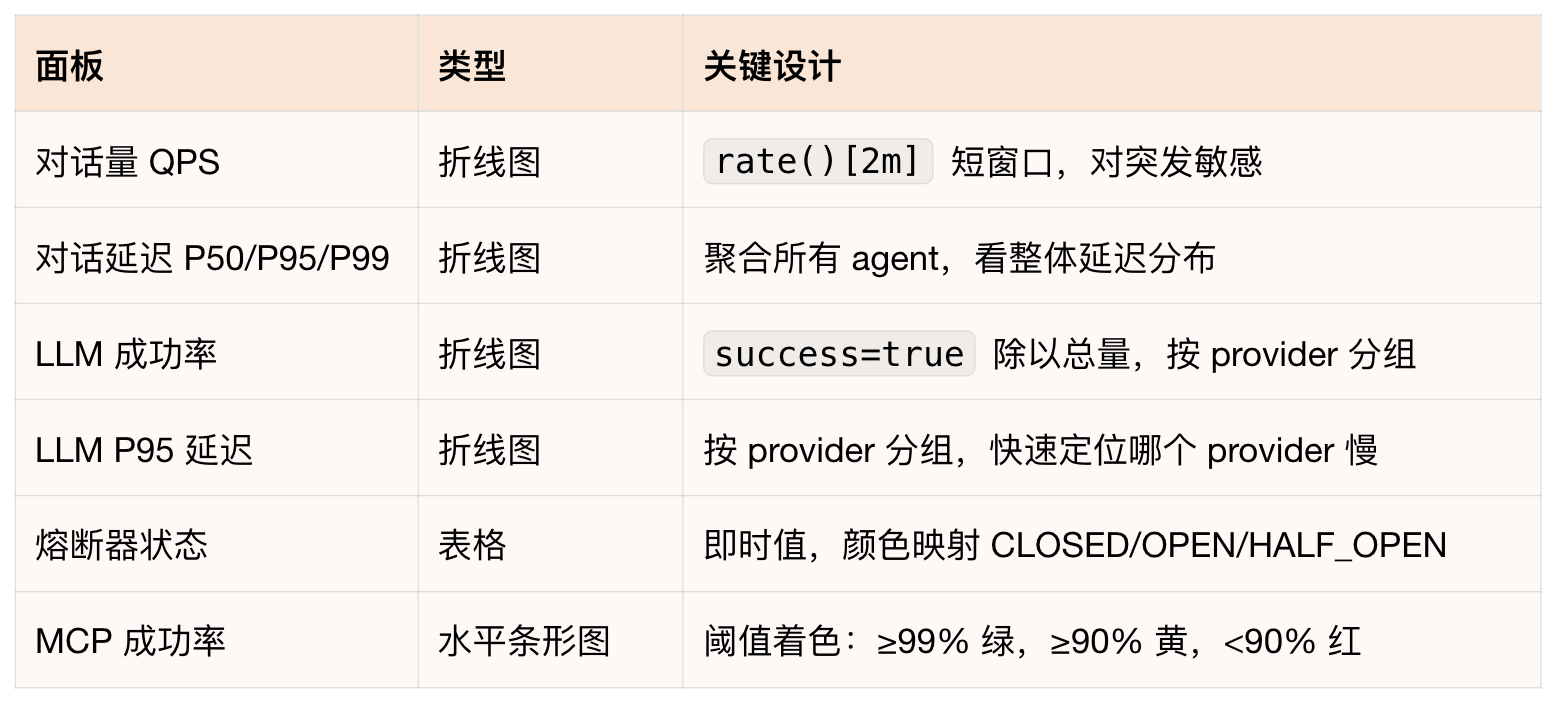 面板 类型 关键设计
对话量 QPS 折线图 rate()[2m] 短窗口，对突发敏感
对话延迟 P50/P95/P99 折线图 聚合所有 agent，看整体延迟分布
LLM 成功率 折线图 success=true 除以总量，按 provider 分组
LLM P95 延迟 折线图 按 provider 分组，快速定位哪个 provider 慢
熔断器状态 表格 即时值，颜色映射 CLOSED/OPEN/HALF_OPEN
MCP 成功率 水平条形图 阈值着色：≥99% 绿，≥90% 黄，<90% 红